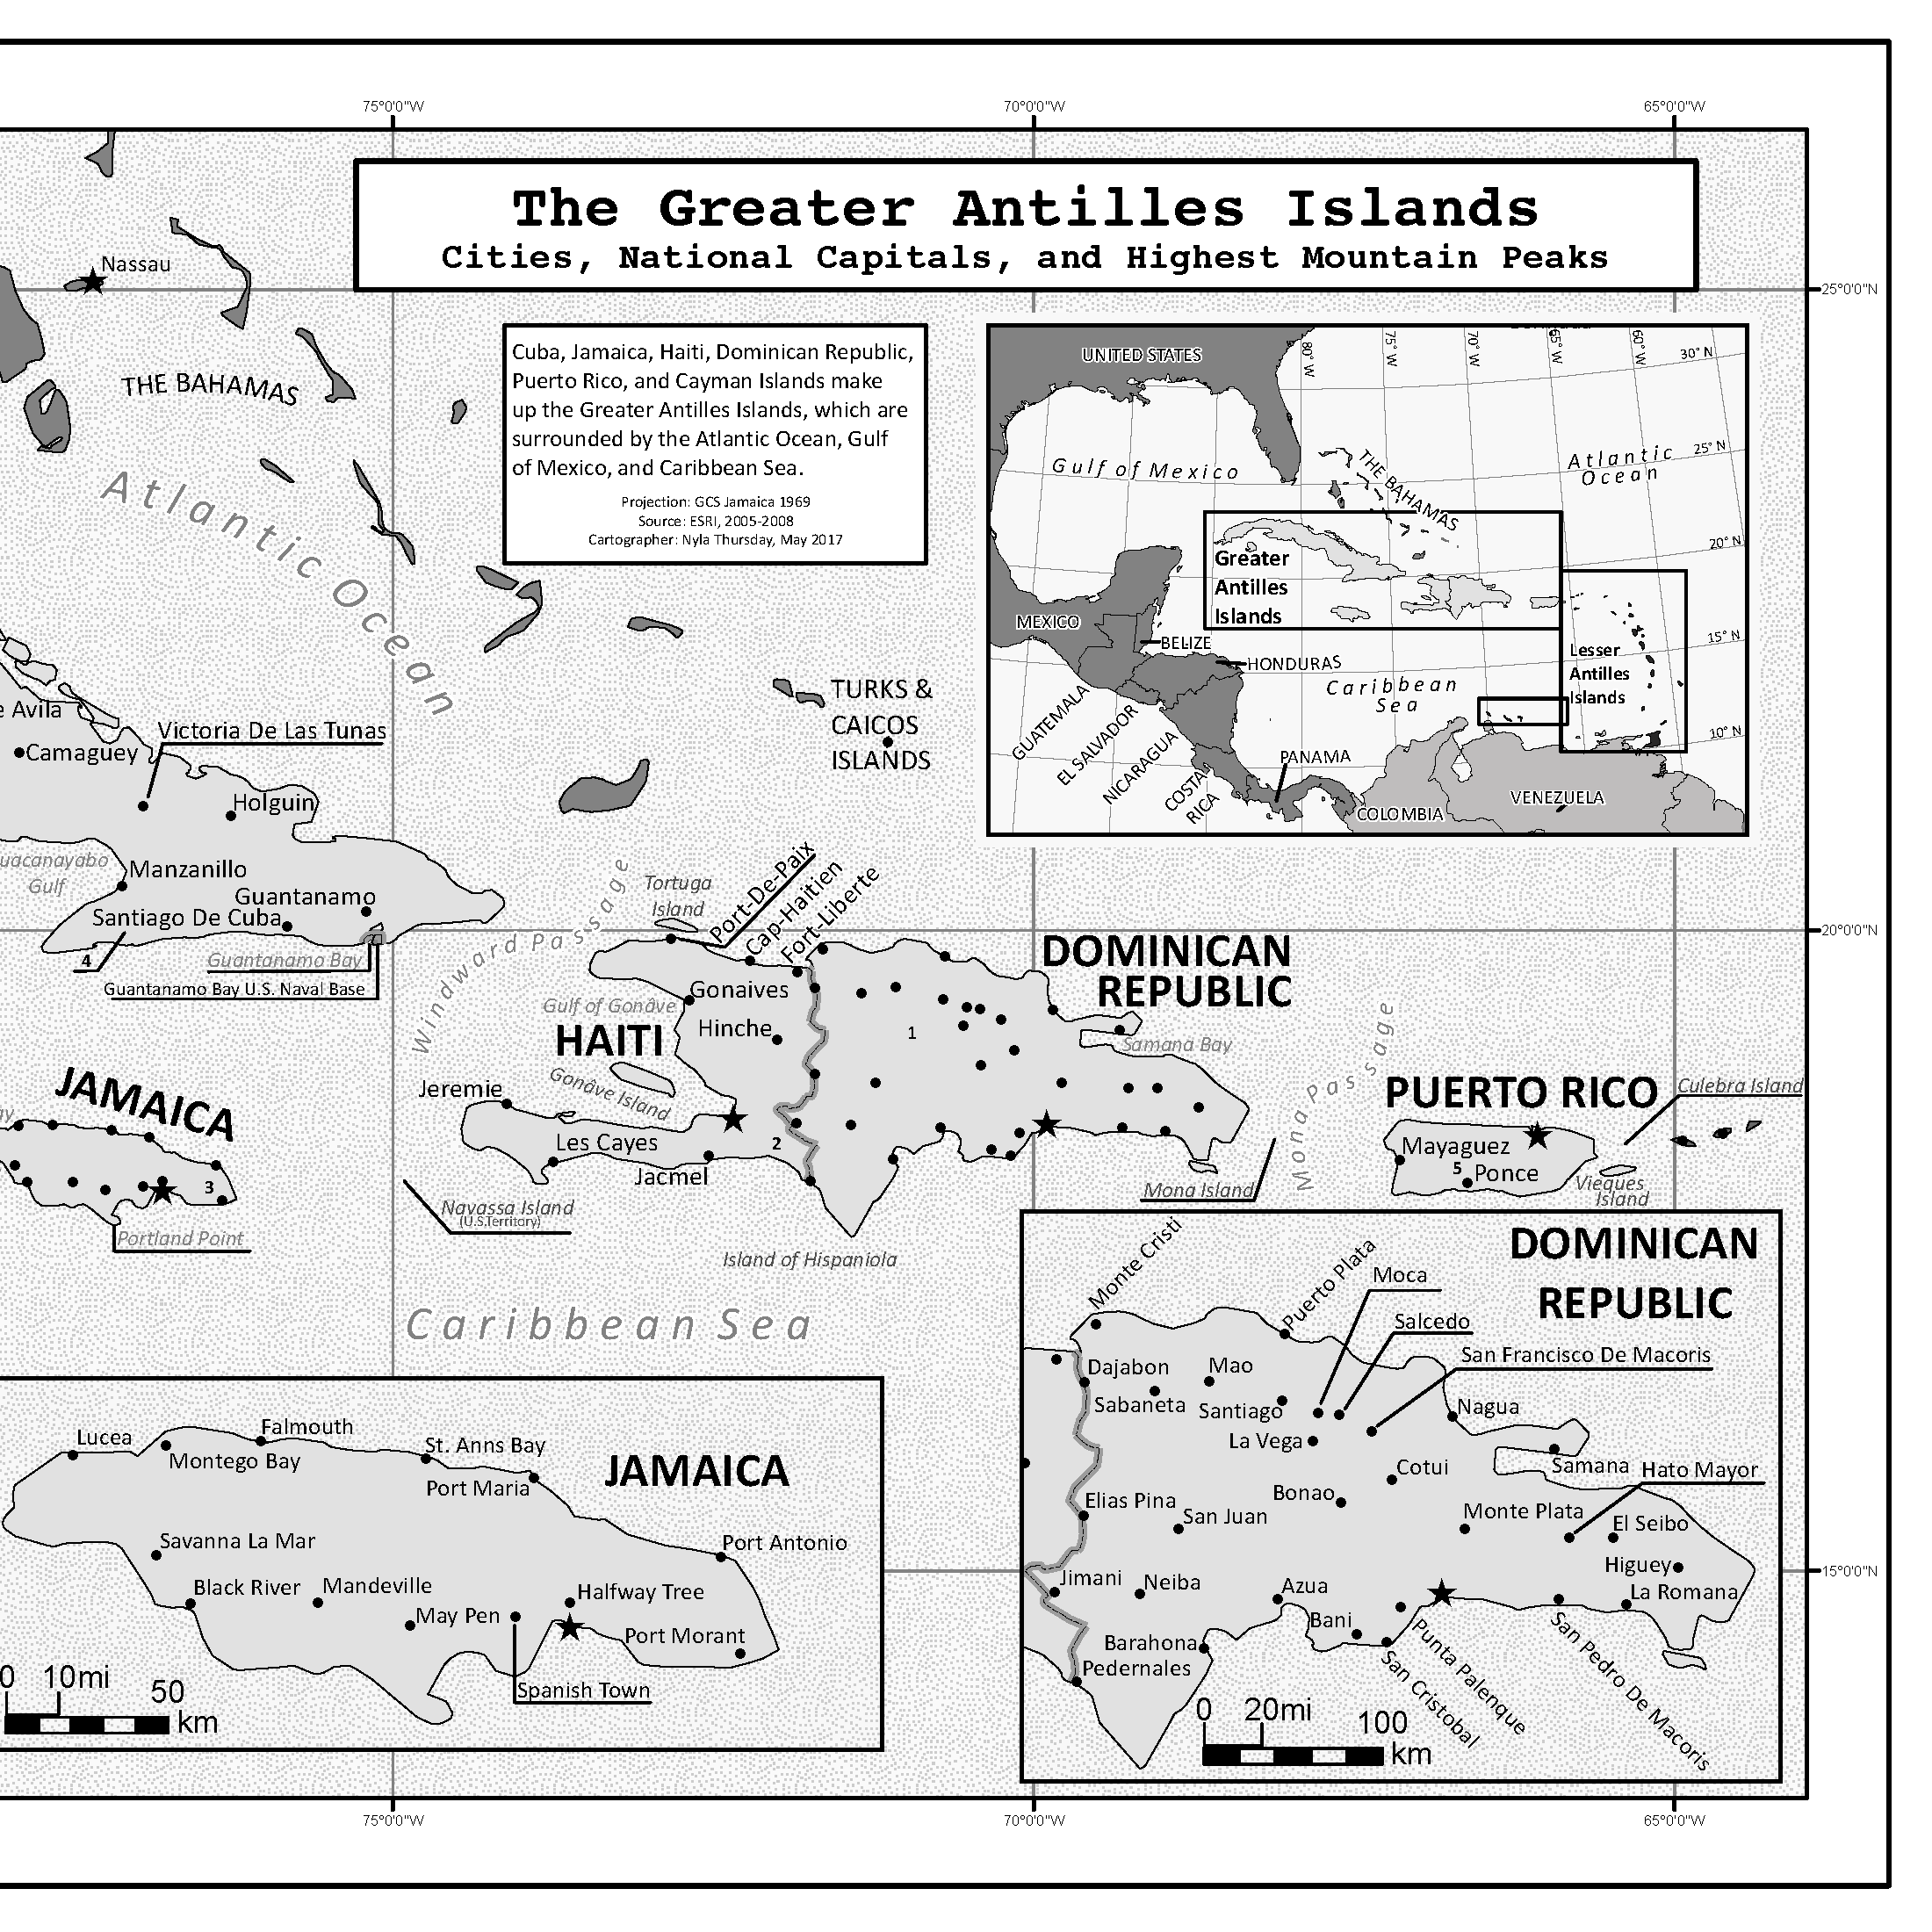 75°0'0"W
70°0'0"W
65°0'0"W
The Greater Antilles Islands
Cities, National Capitals, and Highest Mountain Peaks
25°0'0"N
Nassau
THE BAHAMAS
Atlantic Ocean
Cuba, Jamaica, Haiti, Dominican Republic,
Puerto Rico, and Cayman Islands make
up the Greater Antilles Islands, which are
surrounded by the Atlantic Ocean, Gulf
of Mexico, and Caribbean Sea.
Projection: GCS Jamaica 1969
Source: ESRI, 2005-2008
Cartographer: Nyla Thursday, May 2017
UNITED STATES
80° W
75° W
70° W
65° W
60° W
30° N
25° N
20° N
15° N
10° N
Gulf of Mexico
THE BAHAMAS
Atlantic
Ocean
Greater
Antilles
Islands
MEXICO
BELIZE
HONDURAS
GUATEMALA
EL SALVADOR
NICARAGUA
COSTA
RICA
PANAMA
Caribbean
Sea
Lesser
Antilles
Islands
COLOMBIA
VENEZUELA
TURKS &
CAICOS
ISLANDS
Avila
Victoria De Las Tunas
Camaguey
Holguin
uacanayabo
Gulf
Manzanillo
Guantanamo
Santiago De Cuba
4
Guantanamo Bay
Guantanamo Bay U.S. Naval Base
Windward Passage
Tortuga
Island
Port-De-Paix
Cap-Haitien
Fort-Liberte
20°0'0"N
Gonaives
Gulf of Gonâve
Hinche
HAITI
Gonâve Island
Jeremie
Les Cayes
Jacmel
2
1
DOMINICAN
REPUBLIC
Samana Bay
Mona Passage
Mona Island
PUERTO RICO
Culebra Island
Mayaguez
5
Ponce
Vieques
Island
JAMAICA
3
Portland Point
Navassa Island
(U.S.Territory)
Island of Hispaniola
Caribbean Sea
JAMAICA
Lucea
Montego Bay
Falmouth
St. Anns Bay
Port Maria
Savanna La Mar
Port Antonio
Black River
Mandeville
Halfway Tree
May Pen
Port Morant
Spanish Town
0 10mi 50
km
DOMINICAN
REPUBLIC
Monte Cristi
Puerto Plata
Moca
Salcedo
San Francisco De Macoris
Dajabon
Mao
Sabaneta
Santiago
Nagua
La Vega
Samana
Hato Mayor
Cotui
Bonao
Elias Pina
San Juan
Monte Plata
El Seibo
Higuey
Jimani
Neiba
Azua
La Romana
Bani
Barahona
Pedernales
Punta Palenque
San Cristobal
San Pedro De Macoris
0 20mi 100
km
15°0'0"N
75°0'0"W
70°0'0"W
65°0'0"W